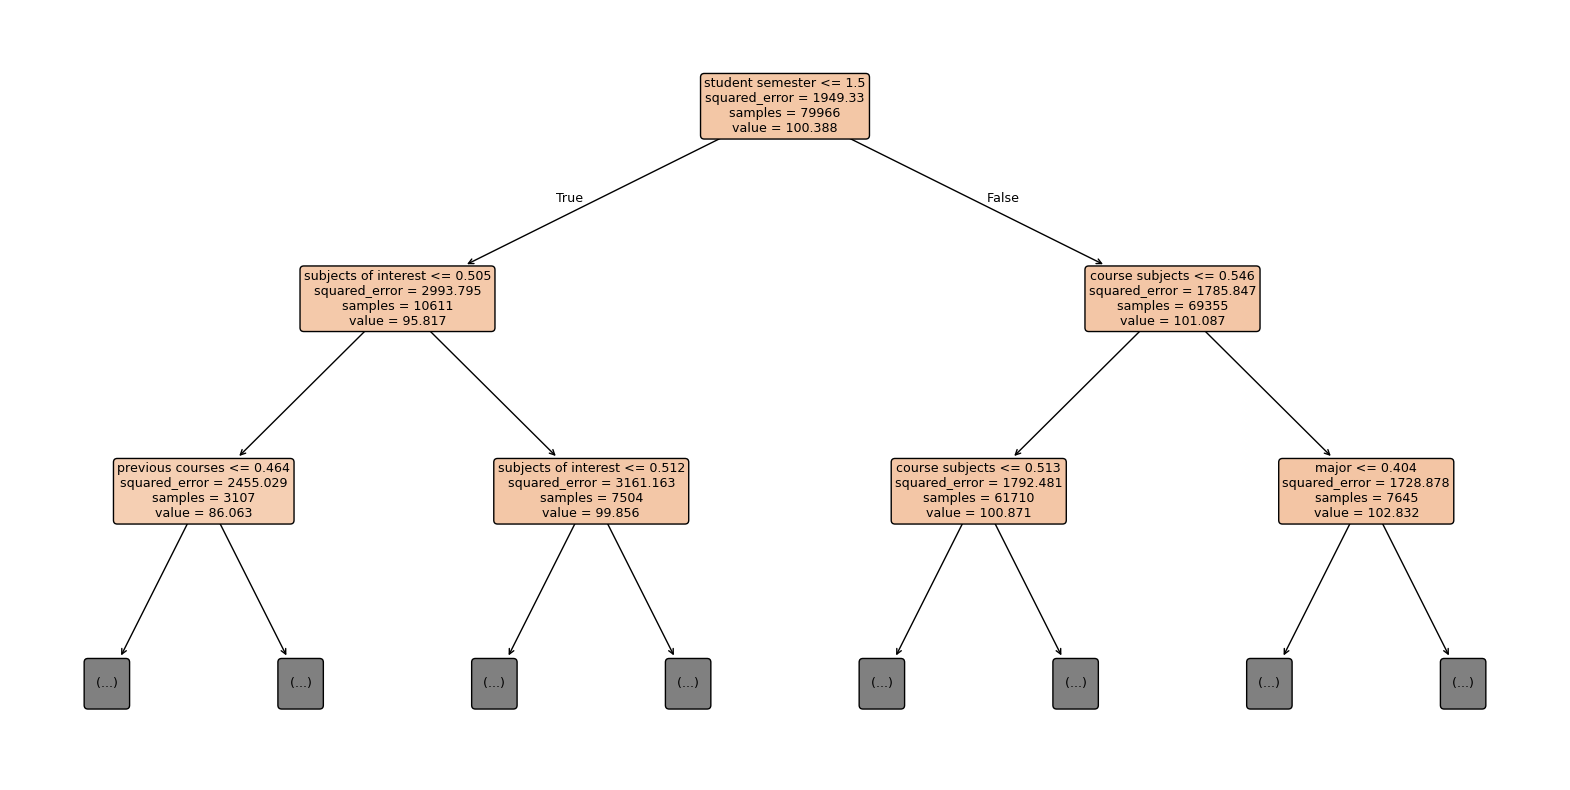 student semester <= 1.5
squared_error = 1949.33
samples = 79966
value = 100.388
True
False
subjects of interest <= 0.505
squared_error = 2993.795
samples = 10611
value = 95.817
course subjects <= 0.546
squared_error = 1785.847
samples = 69355
value = 101.087
previous courses <= 0.464
squared_error = 2455.029
samples = 3107
value = 86.063
subjects of interest <= 0.512
squared_error = 3161.163
samples = 7504
value = 99.856
course subjects <= 0.513
squared_error = 1792.481
samples = 61710
value = 100.871
major <= 0.404
squared_error = 1728.878
samples = 7645
value = 102.832
(...)
(...)
(...)
(...)
(...)
(...)
(...)
(...)